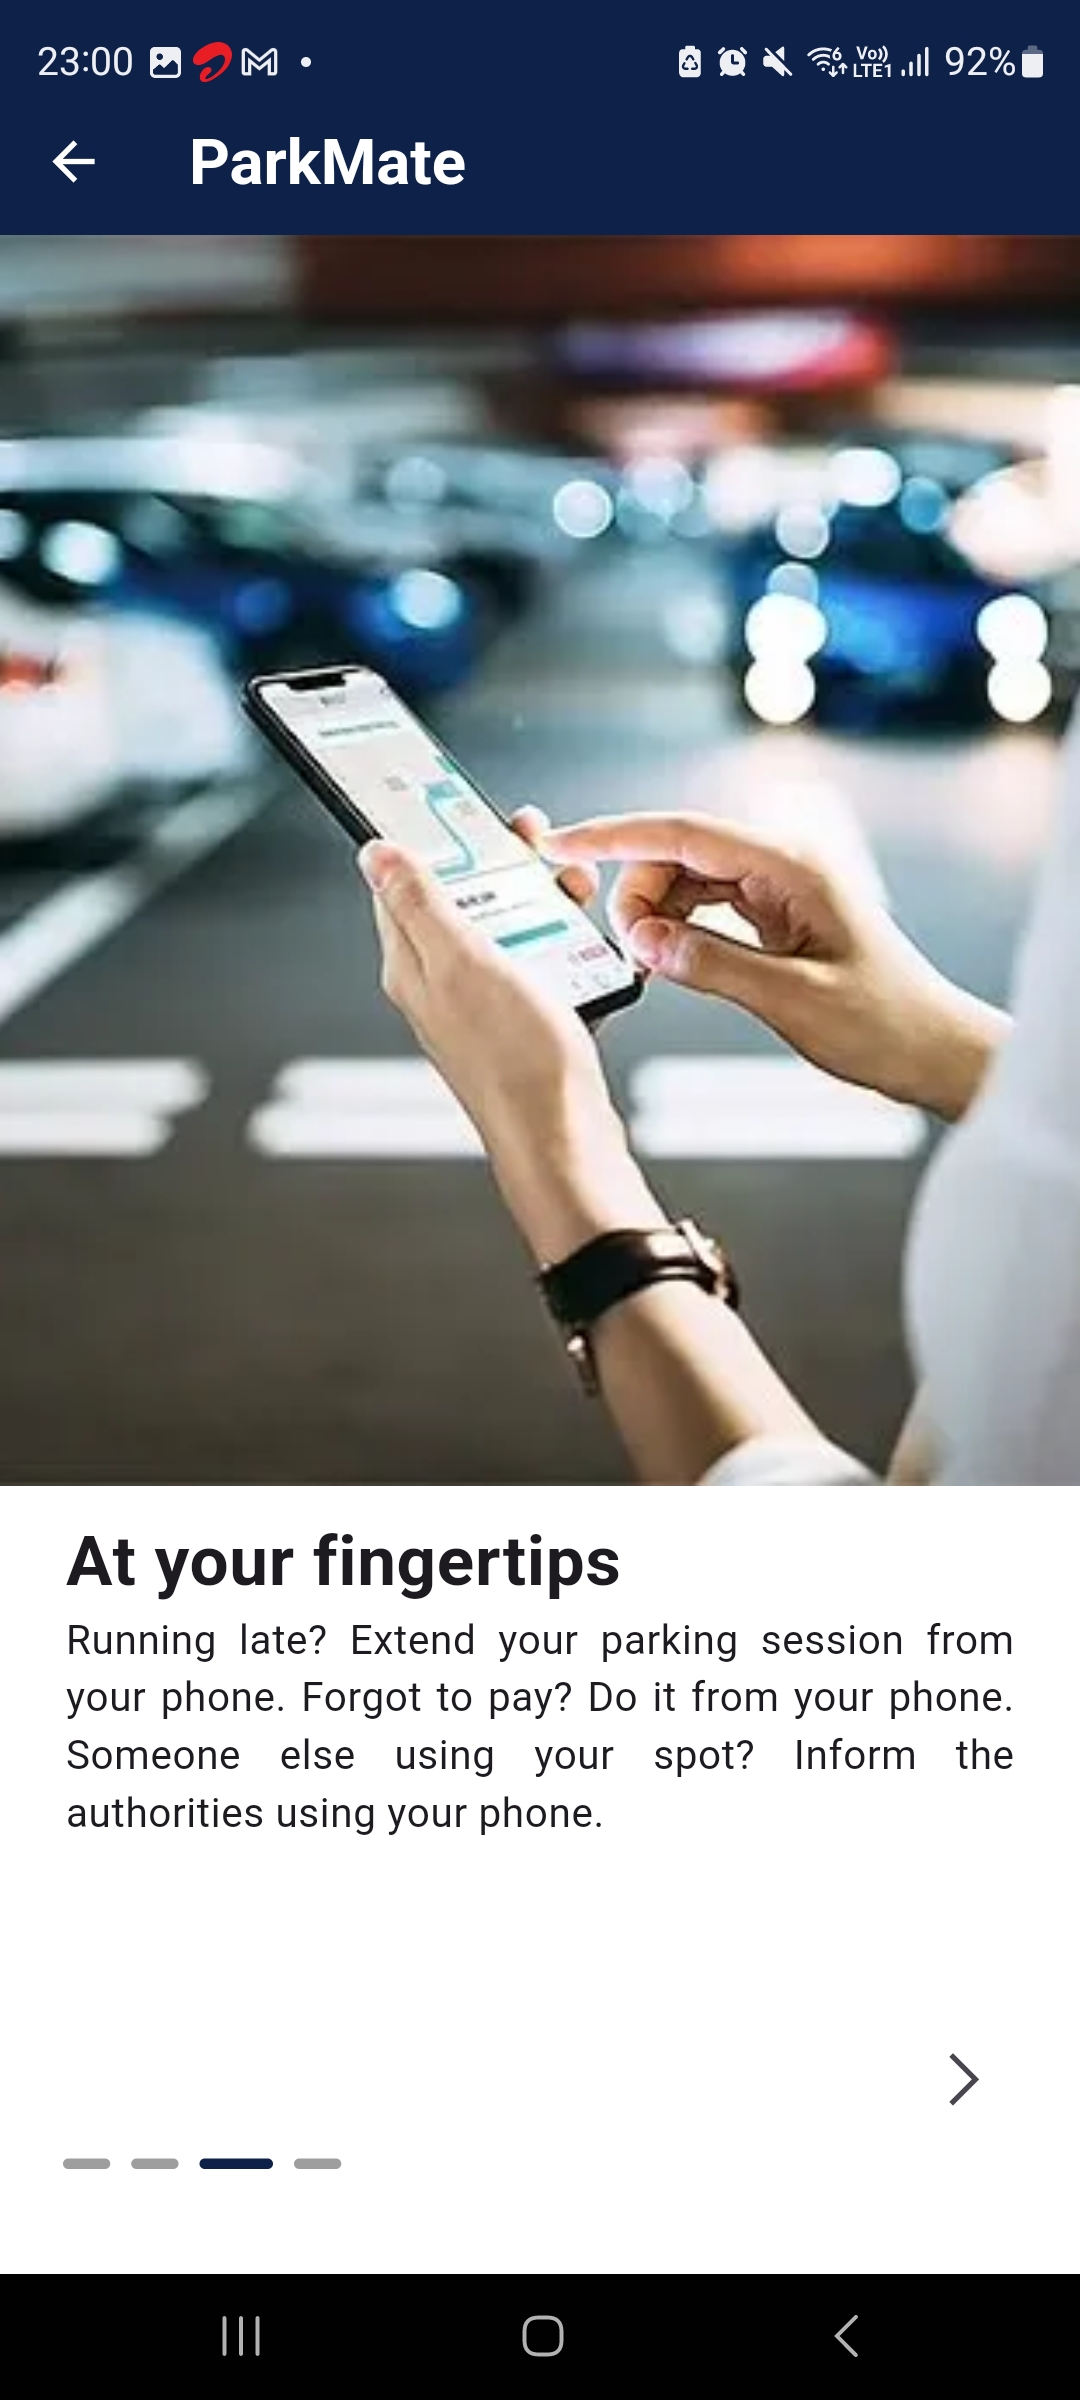 23:00 Vo)) LTE1 6 92%
ParkMate
At your fingertips
Running late? Extend your parking session from
your phone. Forgot to pay? Do it from your phone.
Someone else using your spot? Inform the
authorities using your phone.